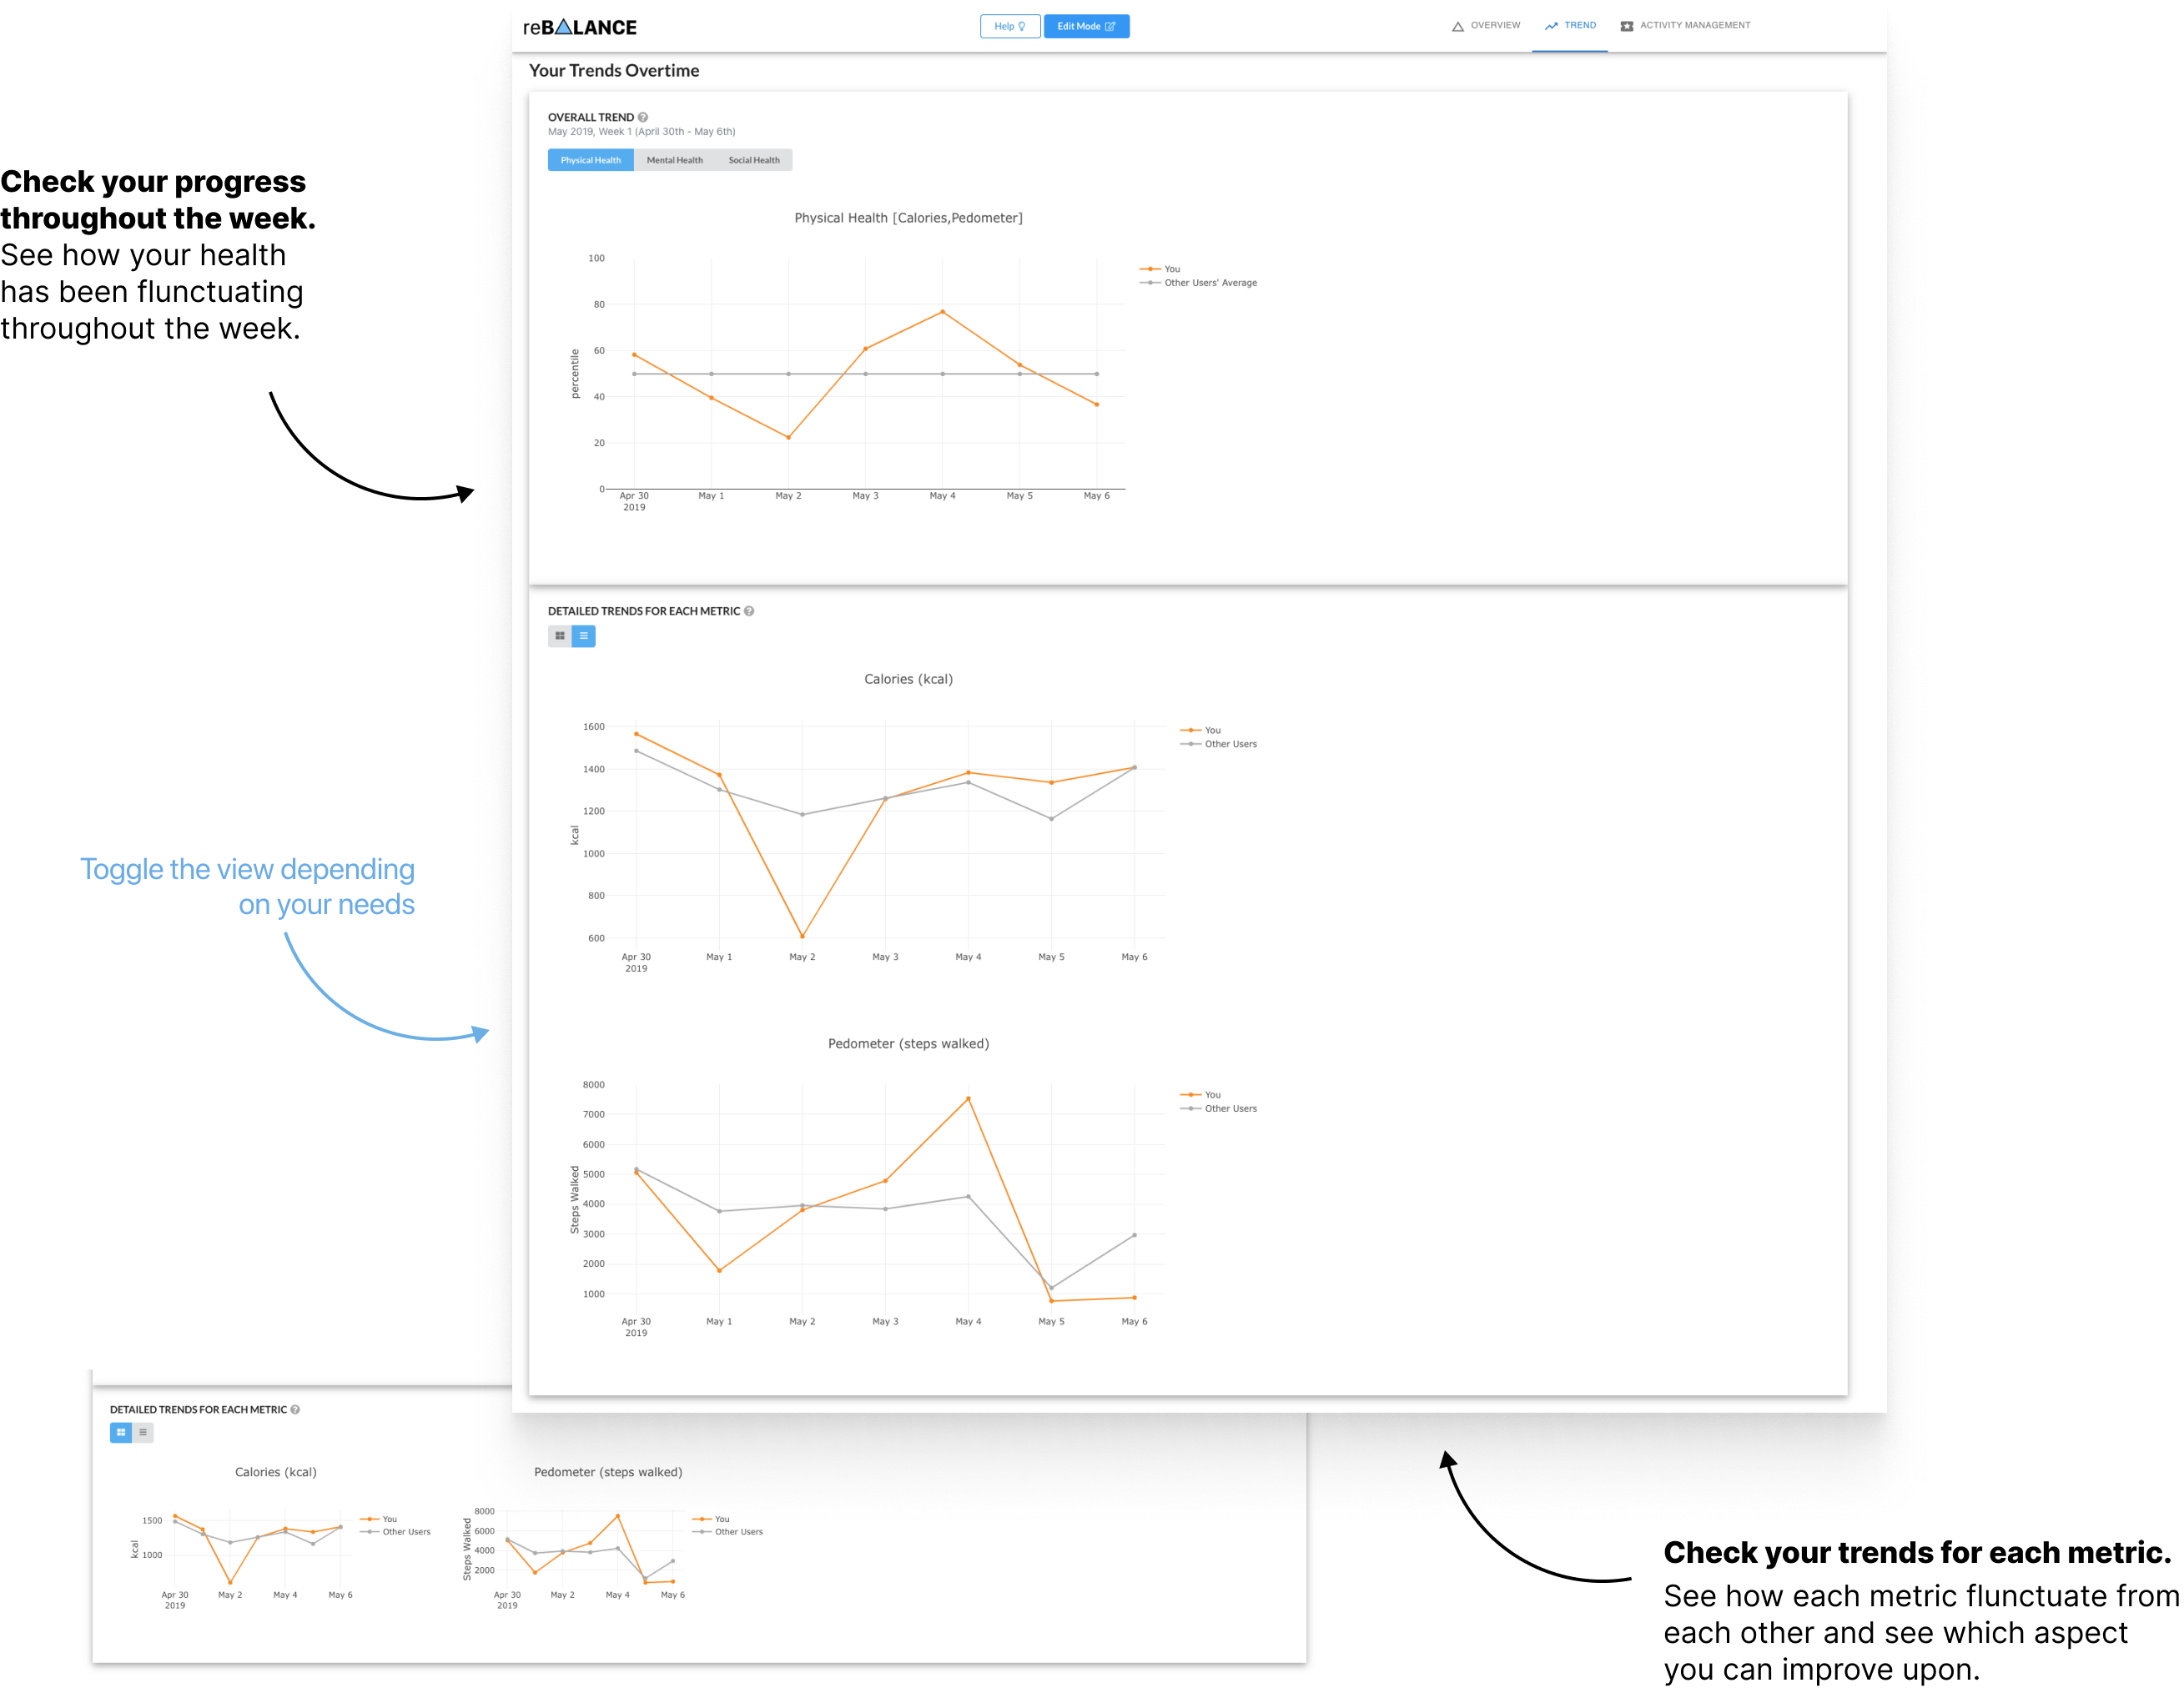 reBALANCE
Help
Edit Mode
OVERVIEW
TREND
ACTIVITY MANAGEMENT
Your Trends Overtime
OVERALL TREND
May 2019, Week 1 (April 30th - May 6th)
Physical Health
Mental Health
Social Health
Physical Health [Calories,Pedometer]
100
80
60
40
20
0
percentile
Apr 30
2019
May 1
May 2
May 3
May 4
May 5
May 6
You
Other Users' Average
Check your progress
throughout the week.
See how your health
has been flunctuating
throughout the week.
DETAILED TRENDS FOR EACH METRIC
Calories (kcal)
1600
1400
1200
1000
800
600
kcal
Apr 30
2019
May 1
May 2
May 3
May 4
May 5
May 6
You
Other Users
Toggle the view depending
on your needs
Pedometer (steps walked)
8000
7000
6000
5000
4000
3000
2000
1000
Steps Walked
Apr 30
2019
May 1
May 2
May 3
May 4
May 5
May 6
You
Other Users
DETAILED TRENDS FOR EACH METRIC
Calories (kcal)
1500
1000
kcal
Apr 30
2019
May 2
May 4
May 6
You
Other Users
Pedometer (steps walked)
8000
6000
4000
2000
Steps Walked
Apr 30
2019
May 2
May 4
May 6
You
Other Users
Check your trends for each metric.
See how each metric flunctuate from
each other and see which aspect
you can improve upon.